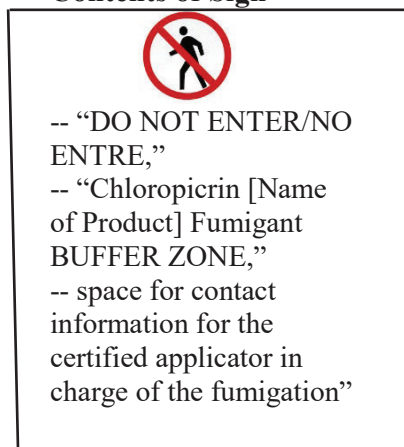 Contents of Sign
-- “DO NOT ENTER/NO
ENTRE,”
-- “Chloropicrin [Name
of Product] Fumigant
BUFFER ZONE,”
-- space for contact
information for the
certified applicator in
charge of the fumigation”